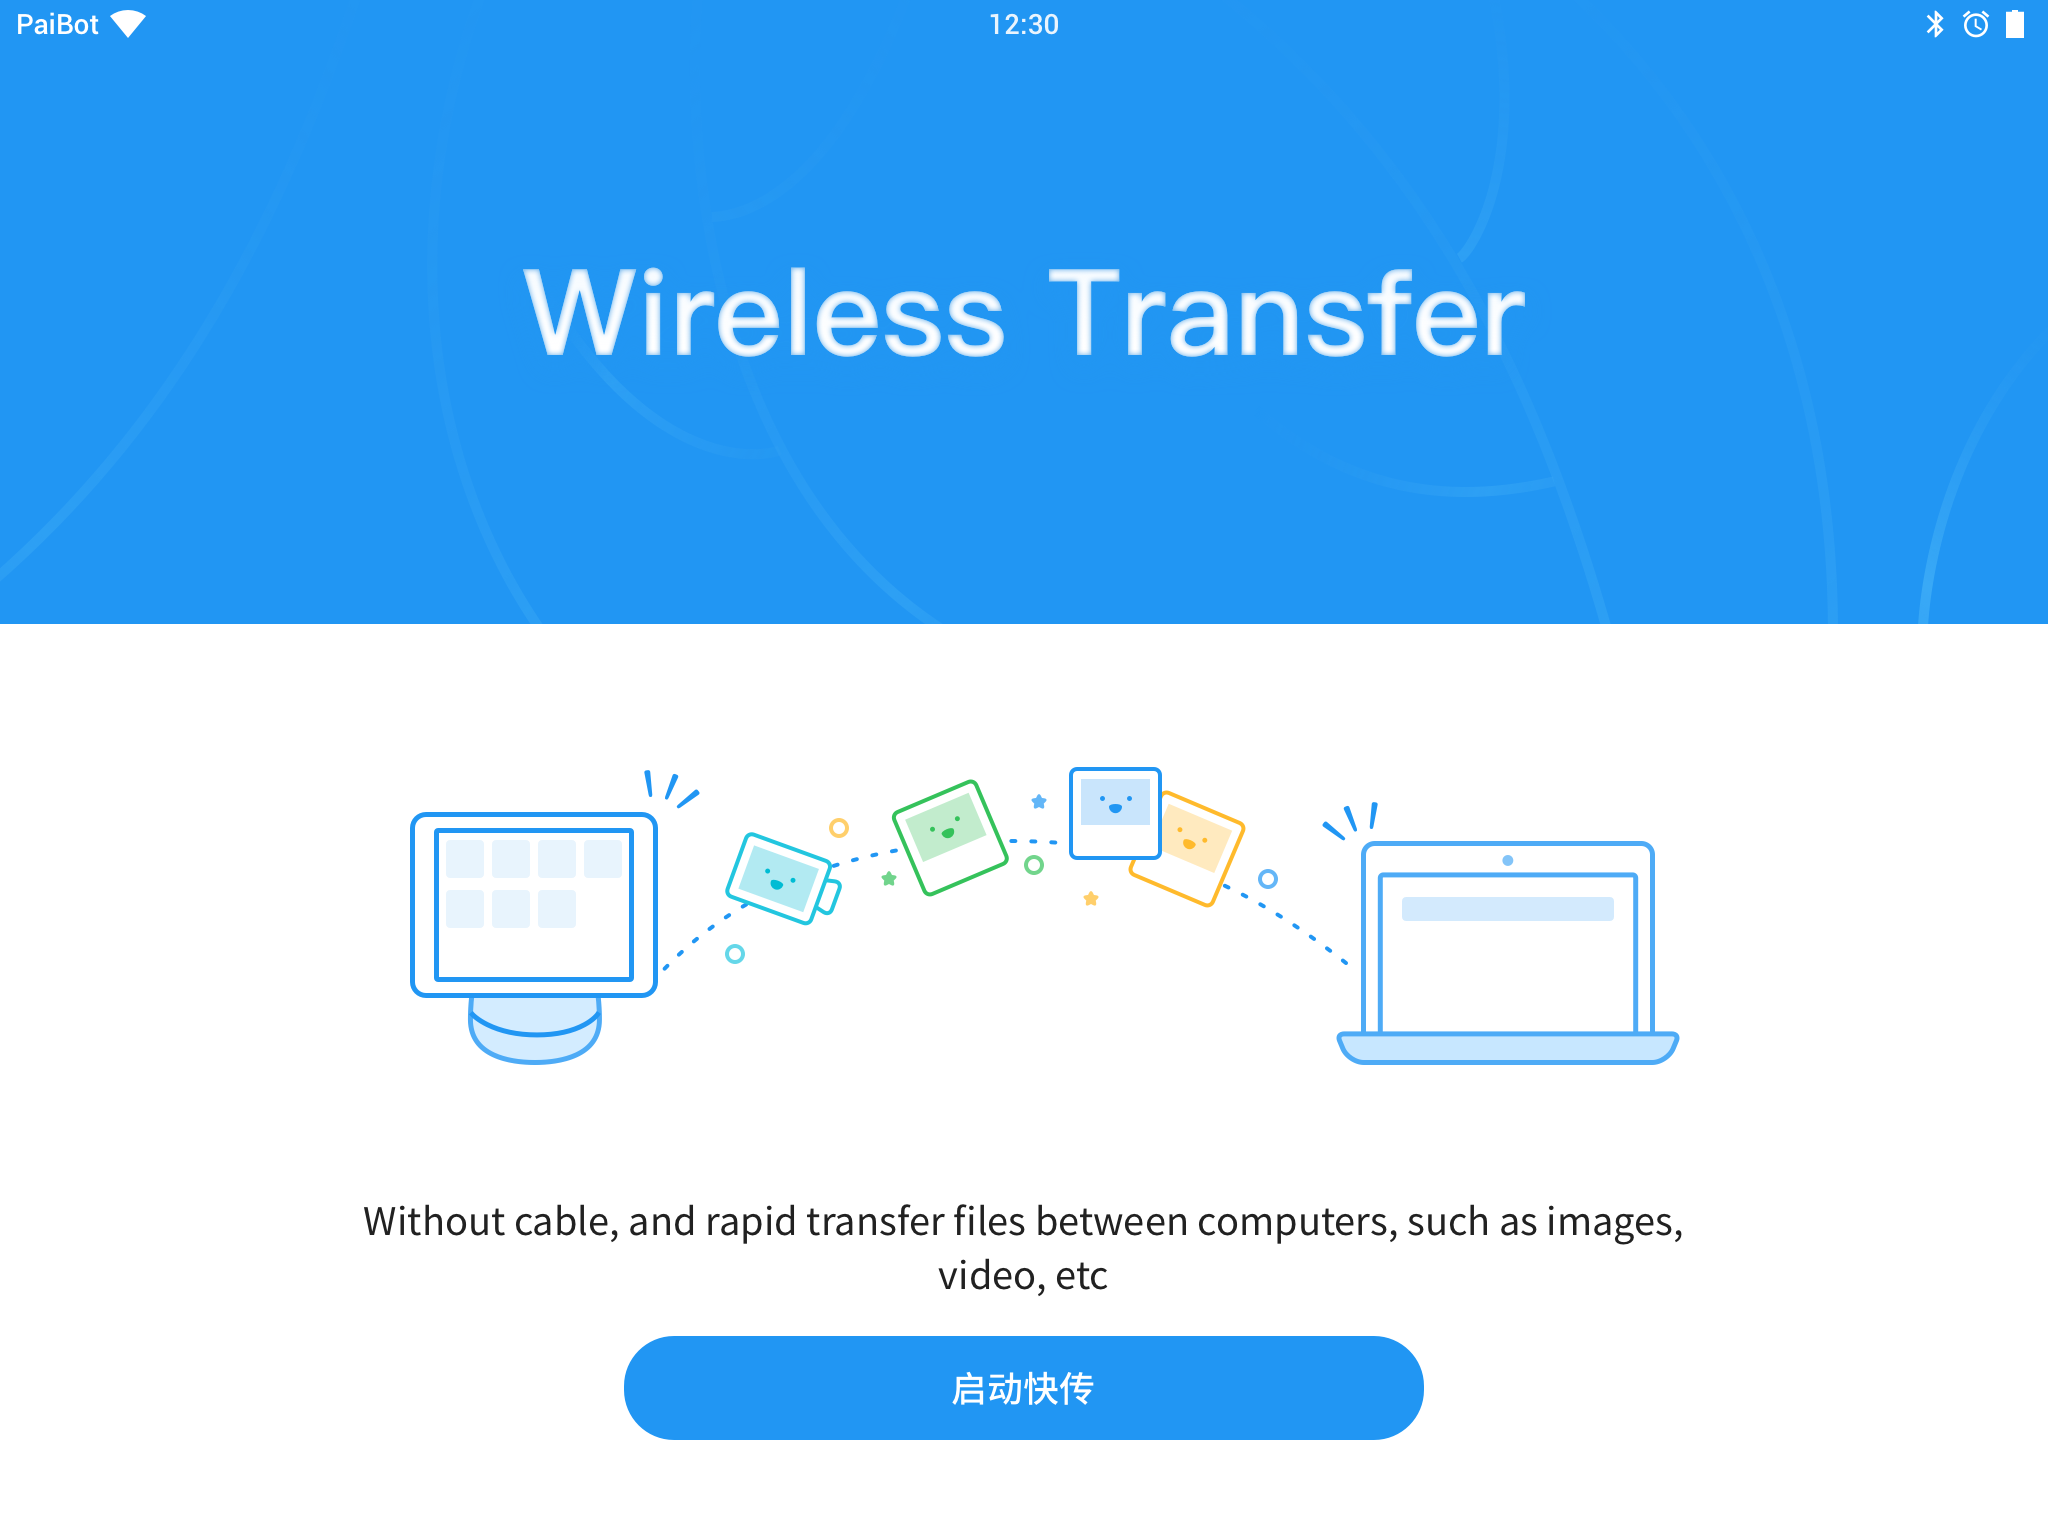 PaiBot
12:30
Wireless Transfer
Without cable, and rapid transfer files between computers, such as images,
video, etc
启动快传